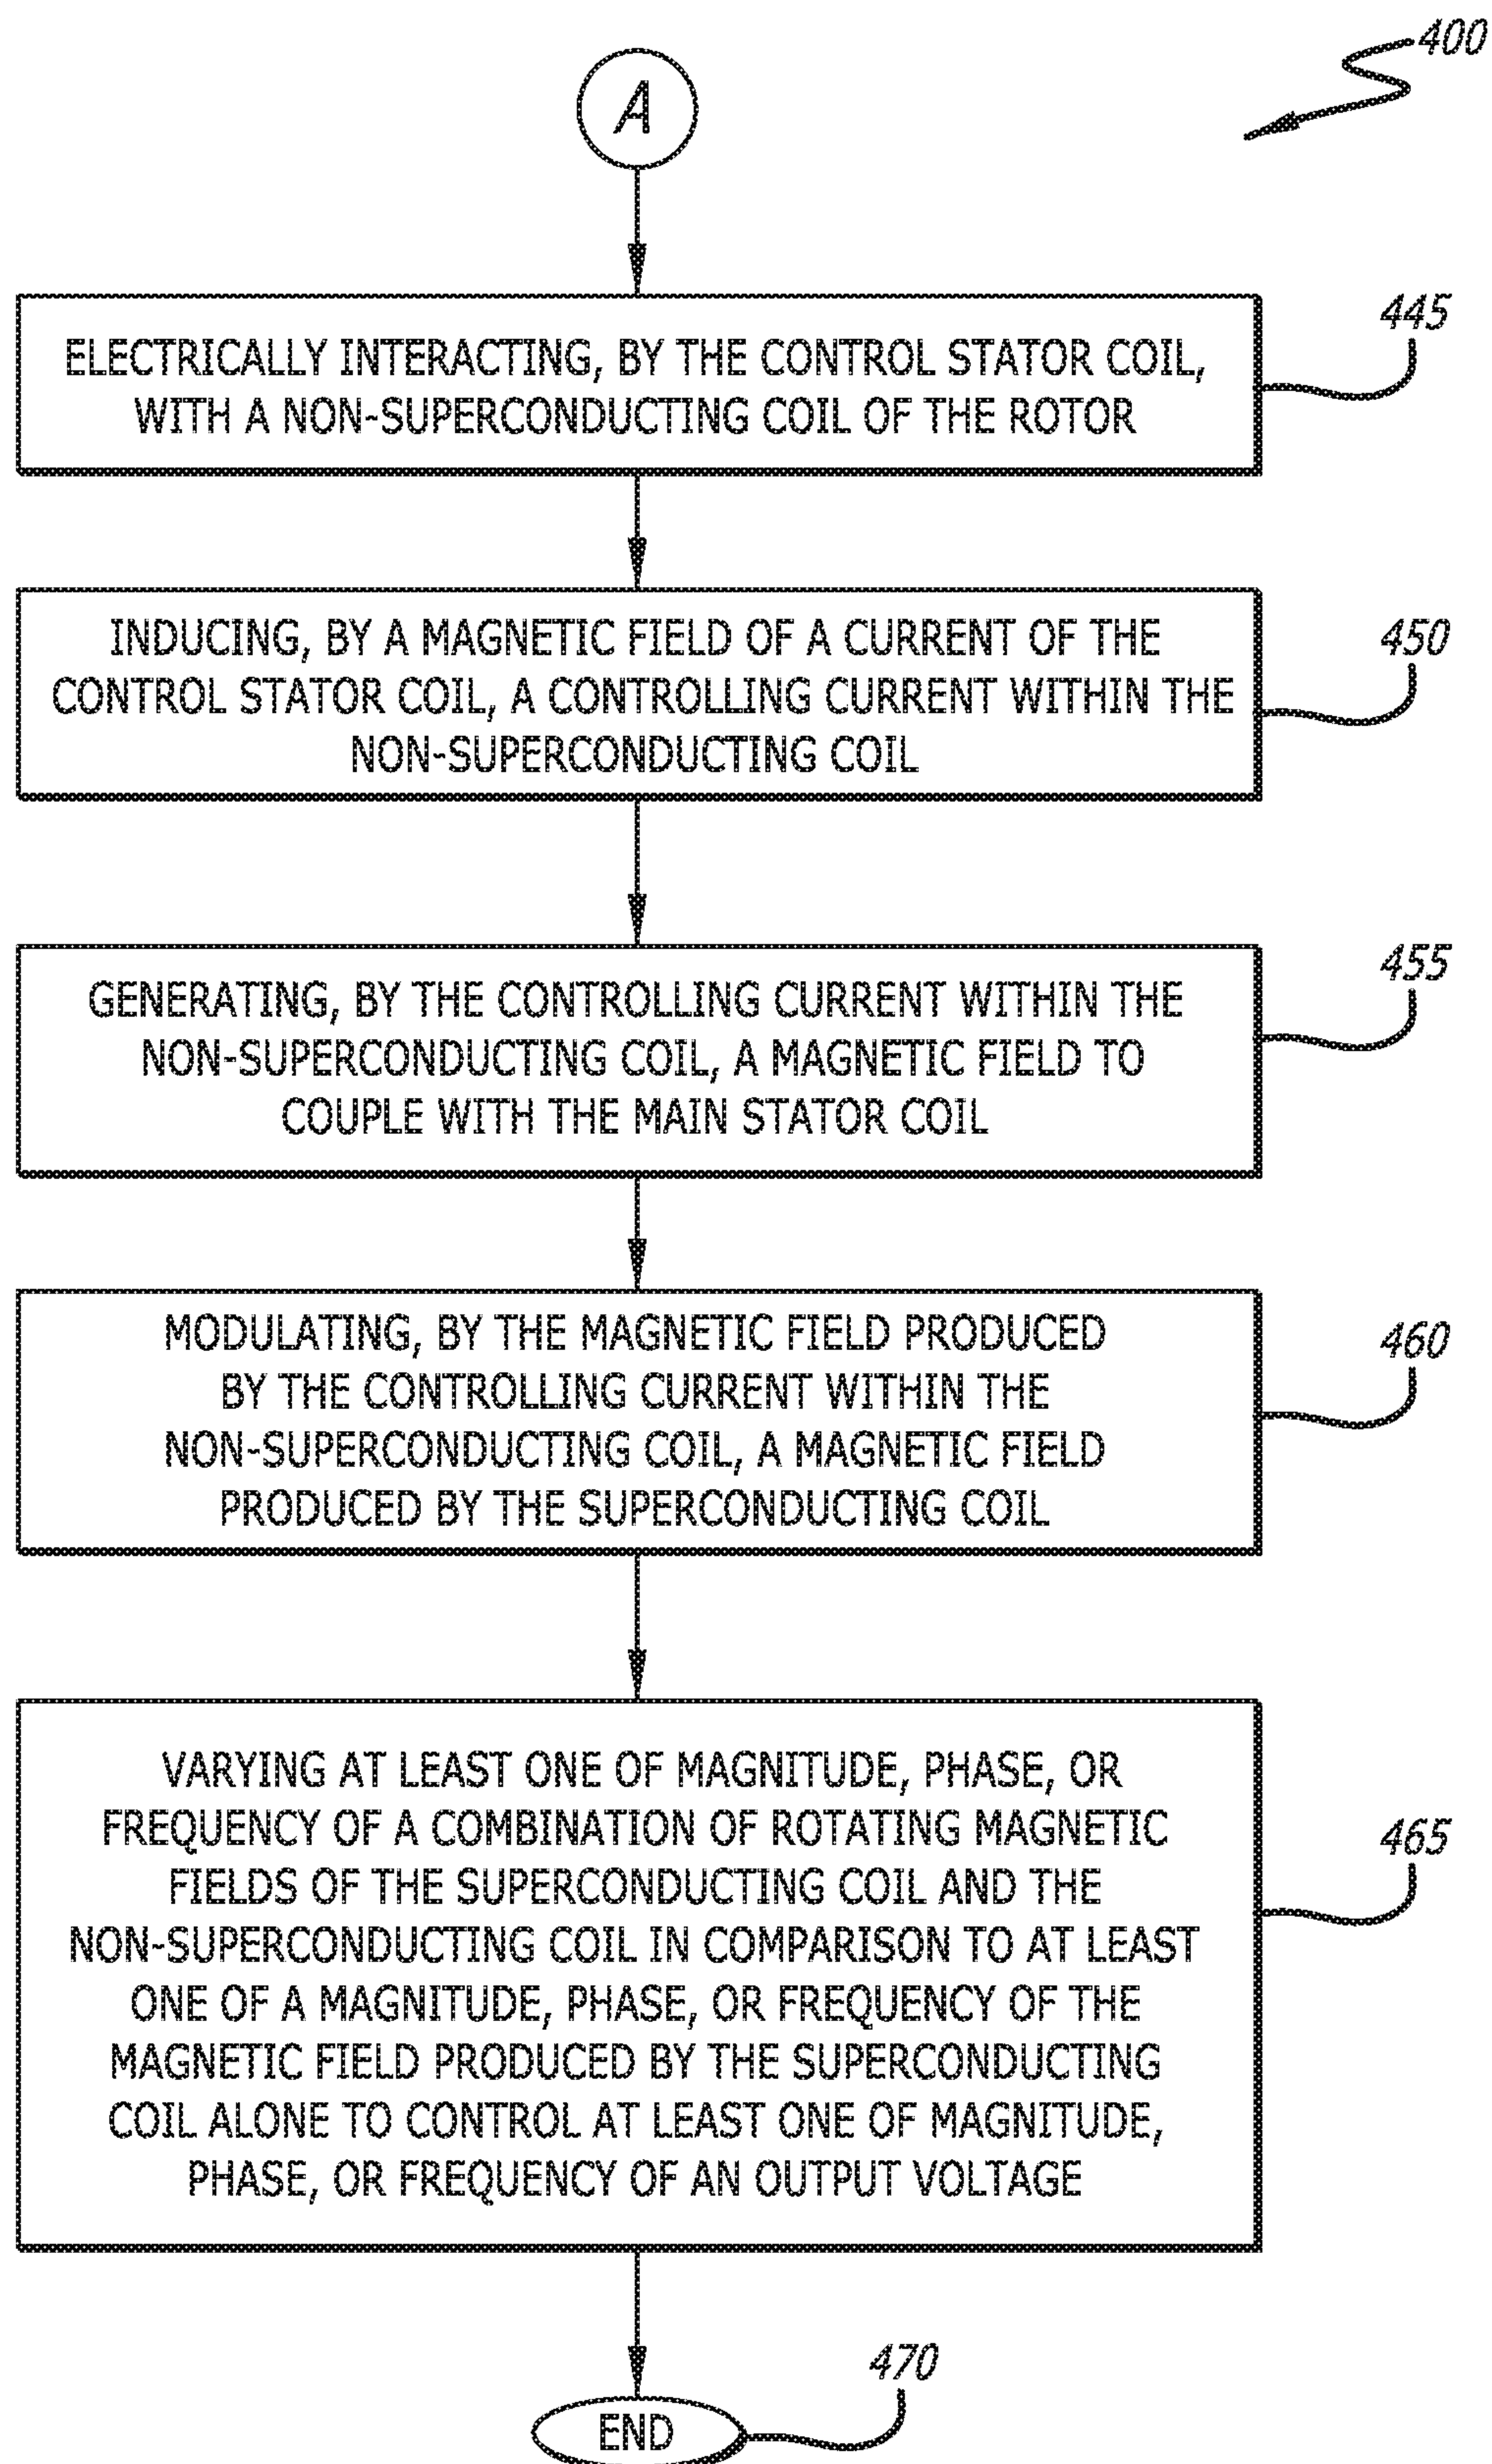 400
A
445
ELECTRICALLY INTERACTING, BY THE CONTROL STATOR COIL,
WITH A NON-SUPERCONDUCTING COIL OF THE ROTOR
450
INDUCING, BY A MAGNETIC FIELD OF A CURRENT OF THE
CONTROL STATOR COIL, A CONTROLLING CURRENT WITHIN THE
NON-SUPERCONDUCTING COIL
455
GENERATING, BY THE CONTROLLING CURRENT WITHIN THE
NON-SUPERCONDUCTING COIL, A MAGNETIC FIELD TO
COUPLE WITH THE MAIN STATOR COIL
460
MODULATING, BY THE MAGNETIC FIELD PRODUCED
BY THE CONTROLLING CURRENT WITHIN THE
NON-SUPERCONDUCTING COIL, A MAGNETIC FIELD
PRODUCED BY THE SUPERCONDUCTING COIL
465
VARYING AT LEAST ONE OF MAGNITUDE, PHASE, OR
FREQUENCY OF A COMBINATION OF ROTATING MAGNETIC
FIELDS OF THE SUPERCONDUCTING COIL AND THE
NON-SUPERCONDUCTING COIL IN COMPARISON TO AT LEAST
ONE OF A MAGNITUDE, PHASE, OR FREQUENCY OF THE
MAGNETIC FIELD PRODUCED BY THE SUPERCONDUCTING
COIL ALONE TO CONTROL AT LEAST ONE OF MAGNITUDE,
PHASE, OR FREQUENCY OF AN OUTPUT VOLTAGE
470
END